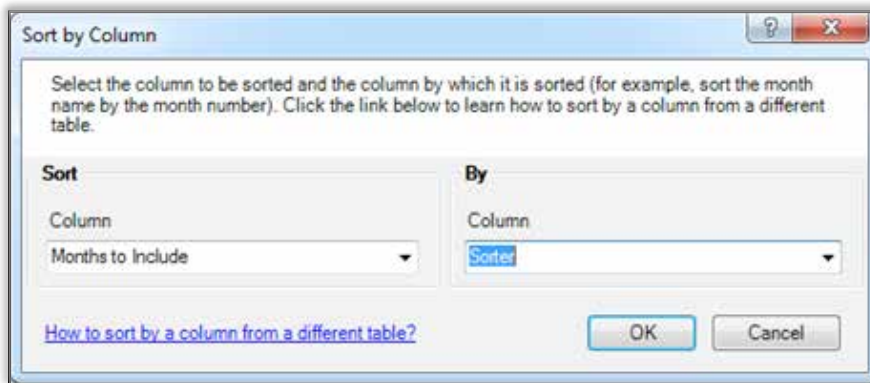 Sort by Column
Select the column to be sorted and the column by which it is sorted (for example, sort the month
name by the month number). Click the link below to learn how to sort by a column from a different
table.
Sort
By
Column
Column
Months to Include
Sorter
How to sort by a column from a different table?
OK
Cancel